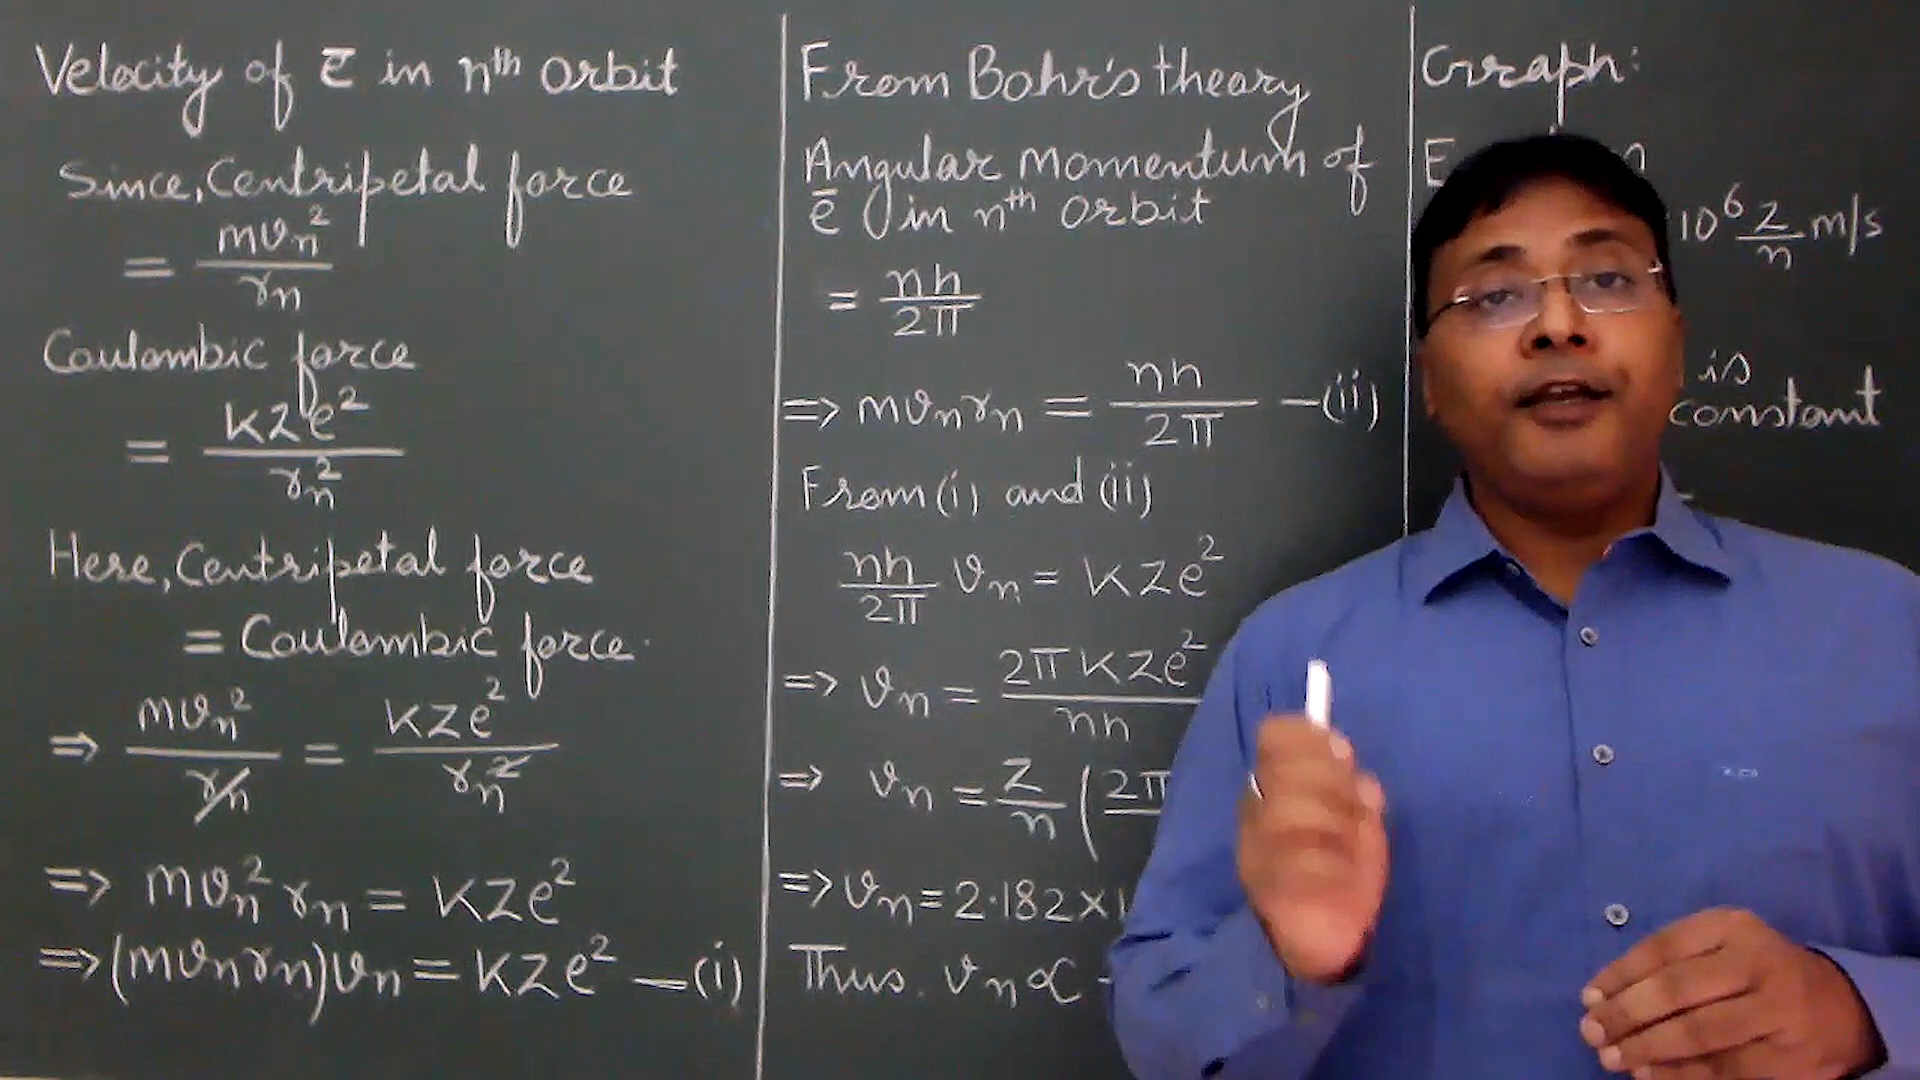 Velocity of e̅ in nth orbit
Since, Centripetal force
= mvn²/rn
Coulombic force
= KZe²/rn²
Here, Centripetal force
= Coulombic force.
⇒ mvn²/rn = KZe²/rn²
⇒ mvn² rn = KZe²
⇒ (mvnrn)vn = KZe² —(i)
From Bohr's theory
Angular momentum of
e̅ in nth orbit
= nh/2π
⇒ mvnrn = nh/2π —(ii)
From (i) and (ii)
nh/2π vn = KZe²
⇒ vn = 2πKZe²/nh
⇒ vn = Z/n (2π
⇒ vn = 2.182×1
Thus, vn ∝
Graph:
10⁶ Z/n m/s
is
constant